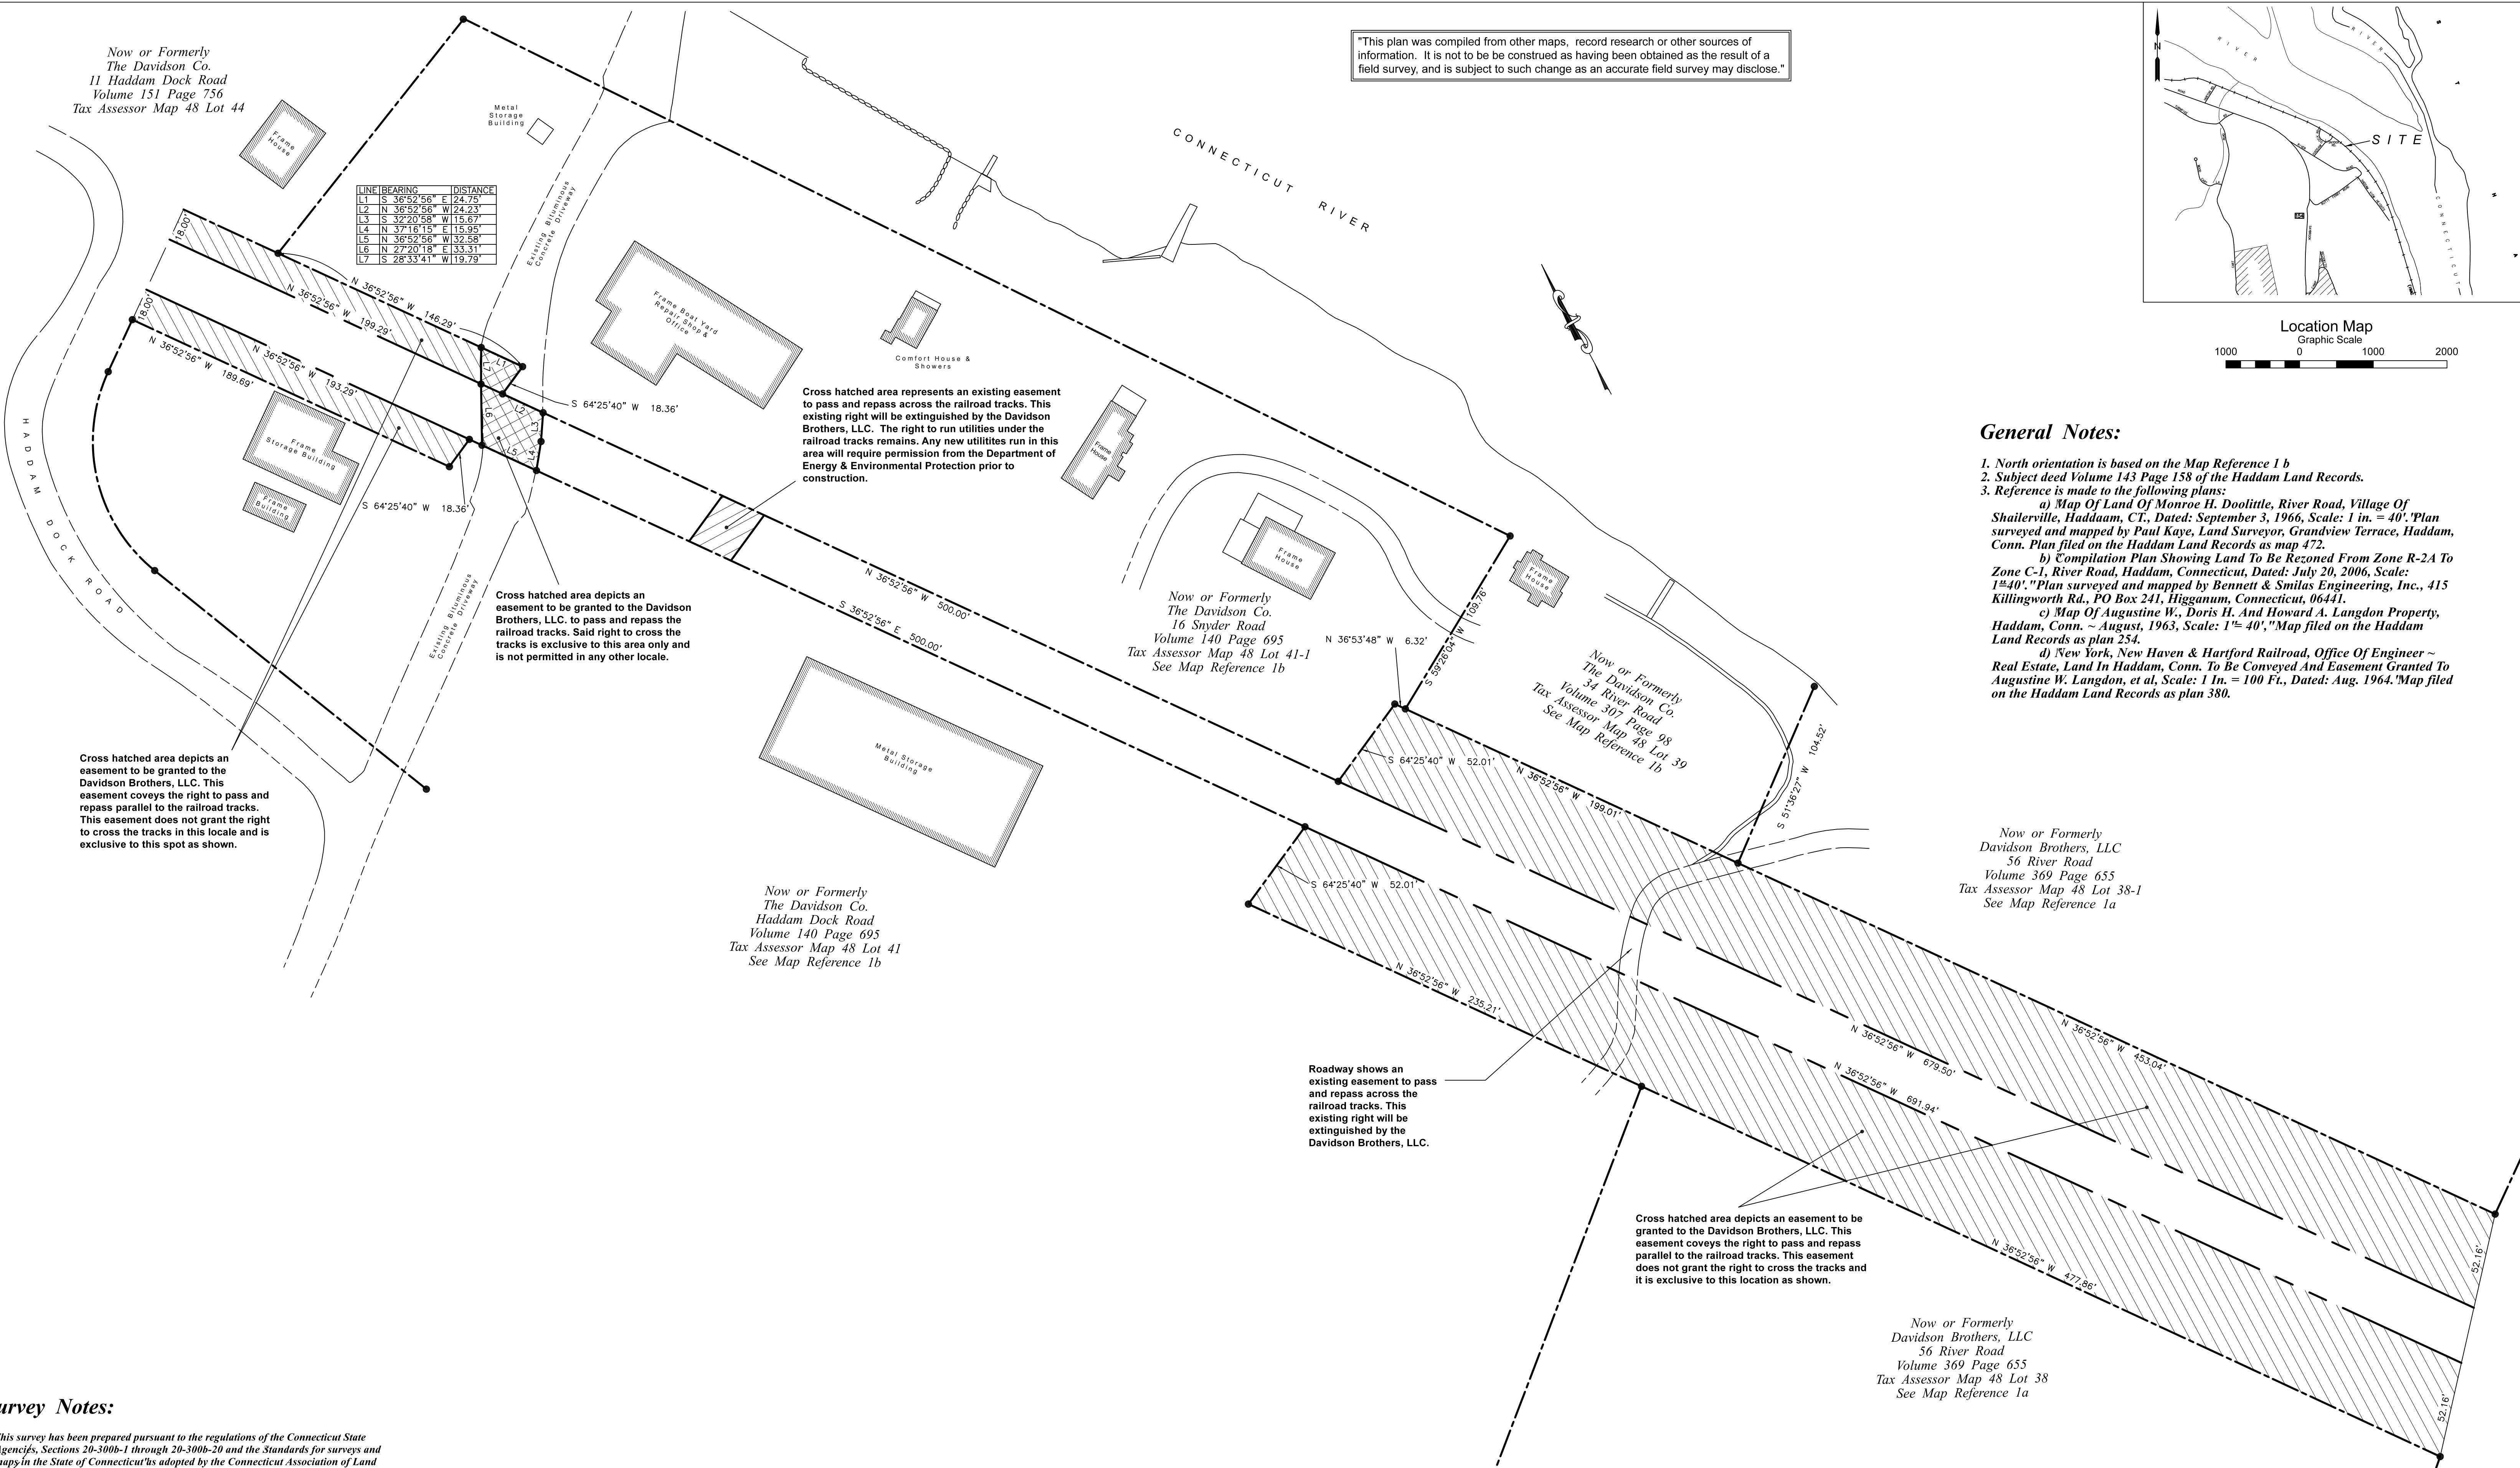 Now or Formerly
The Davidson Co.
11 Haddam Dock Road
Volume 151 Page 756
Tax Assessor Map 48 Lot 44
Frame
House
Metal
Storage
Building
"This plan was compiled from other maps, record research or other sources of
information. It is not to be be construed as having been obtained as the result of a
field survey, and is subject to such change as an accurate field survey may disclose."
CONNECTICUT RIVER
N
RIVER
RIVER
SITE
CONNECTICUT
Location Map
Graphic Scale
1000 0 1000 2000
LINE BEARING DISTANCE
L1 S 36°52'56" E 24.75'
L2 N 36°52'56" W 24.23'
L3 S 32°20'58" W 15.67'
L4 N 37°16'15" E 15.95'
L5 N 36°52'56" W 32.58'
L6 N 27°20'18" E 33.31'
L7 S 28°33'41" W 19.79'
Existing Bituminous
Concrete Driveway
18.00'
18.00'
N 36°52'56" W 146.29'
N 36°52'56" W 199.29'
N 36°52'56" W 193.29'
N 36°52'56" W 189.69'
L1
L7
L2
L6
L3
L5
L4
S 64°25'40" W 18.36'
S 64°25'40" W 18.36'
Frame
Storage Building
Frame
Building
HADDAM DOCK ROAD
Frame Boat Yard
Repair Shop &
Office
Comfort House &
Showers
Cross hatched area represents an existing easement
to pass and repass across the railroad tracks. This
existing right will be extinguished by the Davidson
Brothers, LLC. The right to run utilities under the
railroad tracks remains. Any new utilitites run in this
area will require permission from the Department of
Energy & Environmental Protection prior to
construction.
Frame
House
Frame
House
Frame
House
Existing Bituminous
Concrete Driveway
Cross hatched area depicts an
easement to be granted to the Davidson
Brothers, LLC. to pass and repass the
railroad tracks. Said right to cross the
tracks is exclusive to this area only and
is not permitted in any other locale.
N 36°52'56" W 500.00'
S 36°52'56" E 500.00'
Now or Formerly
The Davidson Co.
16 Snyder Road
Volume 140 Page 695
Tax Assessor Map 48 Lot 41-1
See Map Reference 1b
N 36°53'48" W 6.32'
S 59°26'04" W 109.76'
Now or Formerly
The Davidson Co.
34 River Road
Volume 307 Page 98
Tax Assessor Map 48 Lot 39
See Map Reference 1b
S 51°36'27" W 104.52'
General Notes:
1. North orientation is based on the Map Reference 1 b
2. Subject deed Volume 143 Page 158 of the Haddam Land Records.
3. Reference is made to the following plans:
a) "Map Of Land Of Monroe H. Doolittle, River Road, Village Of
Shailerville, Haddaam, CT., Dated: September 3, 1966, Scale: 1 in. = 40'." Plan
surveyed and mapped by Paul Kaye, Land Surveyor, Grandview Terrace, Haddam,
Conn. Plan filed on the Haddam Land Records as map 472.
b) "Compilation Plan Showing Land To Be Rezoned From Zone R-2A To
Zone C-1, River Road, Haddam, Connecticut, Dated: July 20, 2006, Scale:
1"=40'." Plan surveyed and mapped by Bennett & Smilas Engineering, Inc., 415
Killingworth Rd., PO Box 241, Higganum, Connecticut, 06441.
c) "Map Of Augustine W., Doris H. And Howard A. Langdon Property,
Haddam, Conn. ~ August, 1963, Scale: 1"= 40'," Map filed on the Haddam
Land Records as plan 254.
d) "New York, New Haven & Hartford Railroad, Office Of Engineer ~
Real Estate, Land In Haddam, Conn. To Be Conveyed And Easement Granted To
Augustine W. Langdon, et al, Scale: 1 In. = 100 Ft., Dated: Aug. 1964." Map filed
on the Haddam Land Records as plan 380.
Cross hatched area depicts an
easement to be granted to the
Davidson Brothers, LLC. This
easement coveys the right to pass and
repass parallel to the railroad tracks.
This easement does not grant the right
to cross the tracks in this locale and is
exclusive to this spot as shown.
Metal Storage
Building
S 64°25'40" W 52.01'
N 36°52'56" W 199.01'
S 64°25'40" W 52.01'
Now or Formerly
The Davidson Co.
Haddam Dock Road
Volume 140 Page 695
Tax Assessor Map 48 Lot 41
See Map Reference 1b
Now or Formerly
Davidson Brothers, LLC
56 River Road
Volume 369 Page 655
Tax Assessor Map 48 Lot 38-1
See Map Reference 1a
N 36°52'56" W 235.21'
N 36°52'56" W 679.50'
N 36°52'56" W 453.04'
N 36°52'56" W 691.94'
Roadway shows an
existing easement to pass
and repass across the
railroad tracks. This
existing right will be
extinguished by the
Davidson Brothers, LLC.
Cross hatched area depicts an easement to be
granted to the Davidson Brothers, LLC. This
easement coveys the right to pass and repass
parallel to the railroad tracks. This easement
does not grant the right to cross the tracks and
it is exclusive to this location as shown.
N 36°52'56" W 477.86'
52.16'
52.16'
Now or Formerly
Davidson Brothers, LLC
56 River Road
Volume 369 Page 655
Tax Assessor Map 48 Lot 38
See Map Reference 1a
urvey Notes:
his survey has been prepared pursuant to the regulations of the Connecticut State
gencies, Sections 20-300b-1 through 20-300b-20 and the Standards for surveys and
maps in the State of Connecticut" as adopted by the Connecticut Association of Land